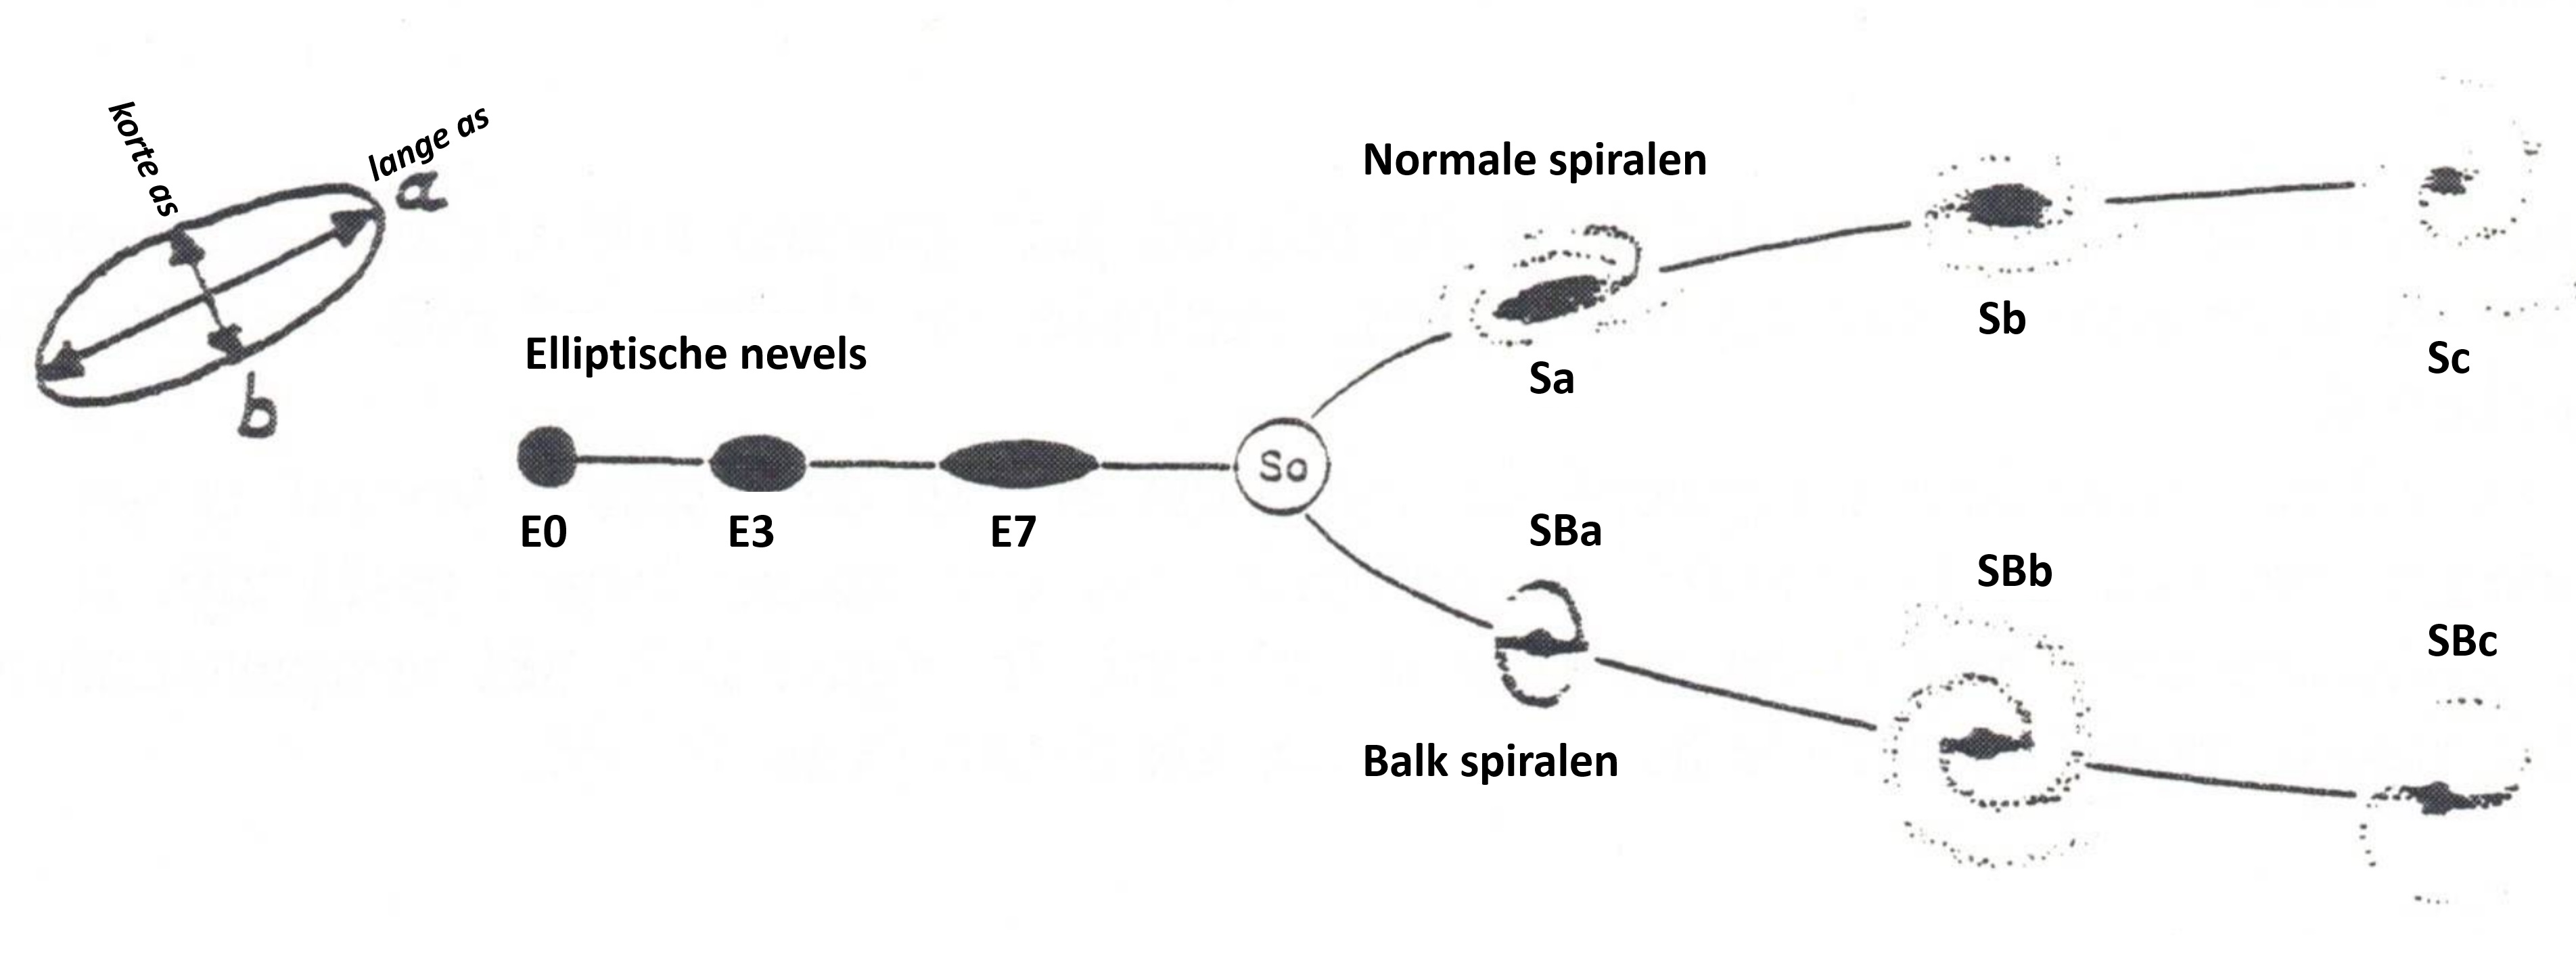 korte as
lange as
a
b
Elliptische nevels
E0
E3
E7
So
Normale spiralen
Sa
Sb
Sc
SBa
SBb
SBc
Balk spiralen